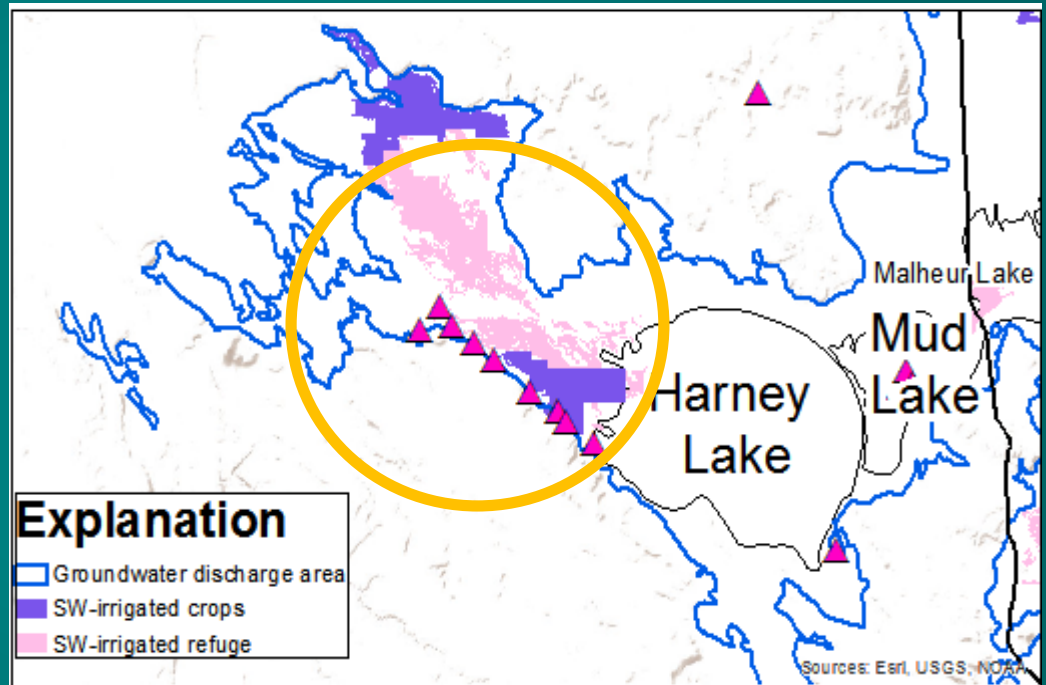 Malheur Lake
Mud
Lake
Harney
Lake
Explanation
Groundwater discharge area
SW-irrigated crops
SW-irrigated refuge
Sources: Esri, USGS, NOAA